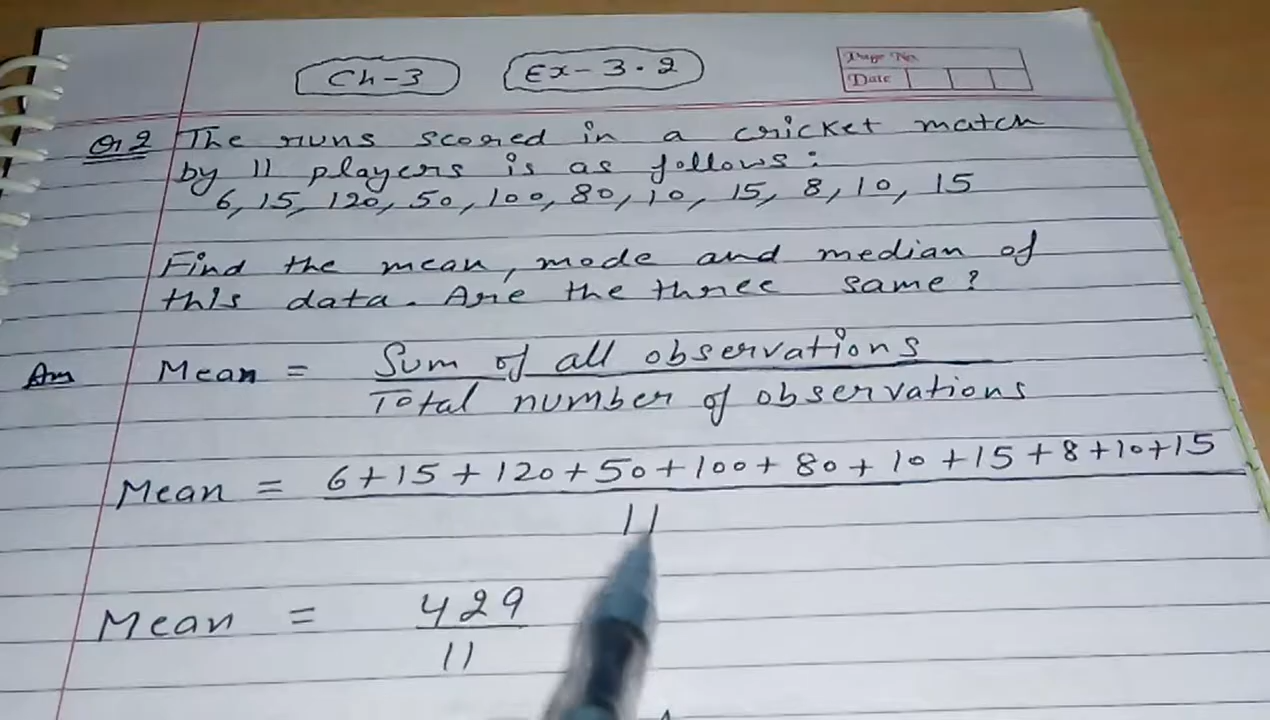 Ch-3 Ex-3.2
Page No.
Date
Q.2 The runs scored in a cricket match
by 11 players is as follows:
6, 15, 120, 50, 100, 80, 10, 15, 8, 10, 15
Find the mean, mode and median of
this data. Are the three same?
Ans Mean = Sum of all observations
Total number of observations
Mean = 6+15+120+50+100+80+10+15+8+10+15
11
Mean = 429
11